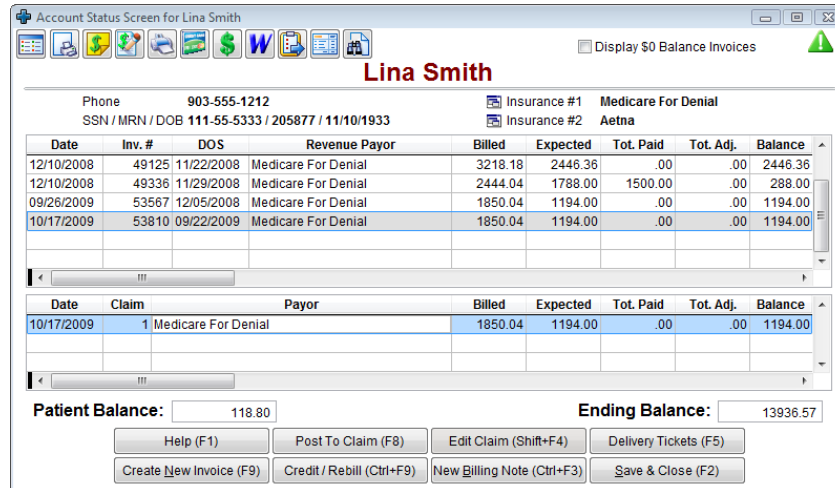 Account Status Screen for Lina Smith
Display $0 Balance Invoices
Lina Smith
Phone 903-555-1212 Insurance #1 Medicare For Denial
SSN / MRN / DOB 111-55-5333 / 205877 / 11/10/1933 Insurance #2 Aetna
Date Inv. # DOS Revenue Payor Billed Expected Tot. Paid Tot. Adj. Balance
12/10/2008 49125 11/22/2008 Medicare For Denial 3218.18 2446.36 .00 .00 2446.36
12/10/2008 49336 11/29/2008 Medicare For Denial 2444.04 1788.00 1500.00 .00 288.00
09/26/2009 53567 12/05/2008 Medicare For Denial 1850.04 1194.00 .00 .00 1194.00
10/17/2009 53810 09/22/2009 Medicare For Denial 1850.04 1194.00 .00 .00 1194.00
Date Claim Payor Billed Expected Tot. Paid Tot. Adj. Balance
10/17/2009 1 Medicare For Denial 1850.04 1194.00 .00 .00 1194.00
Patient Balance: 118.80 Ending Balance: 13936.57
Help (F1) Post To Claim (F8) Edit Claim (Shift+F4) Delivery Tickets (F5)
Create New Invoice (F9) Credit / Rebill (Ctrl+F9) New Billing Note (Ctrl+F3) Save & Close (F2)